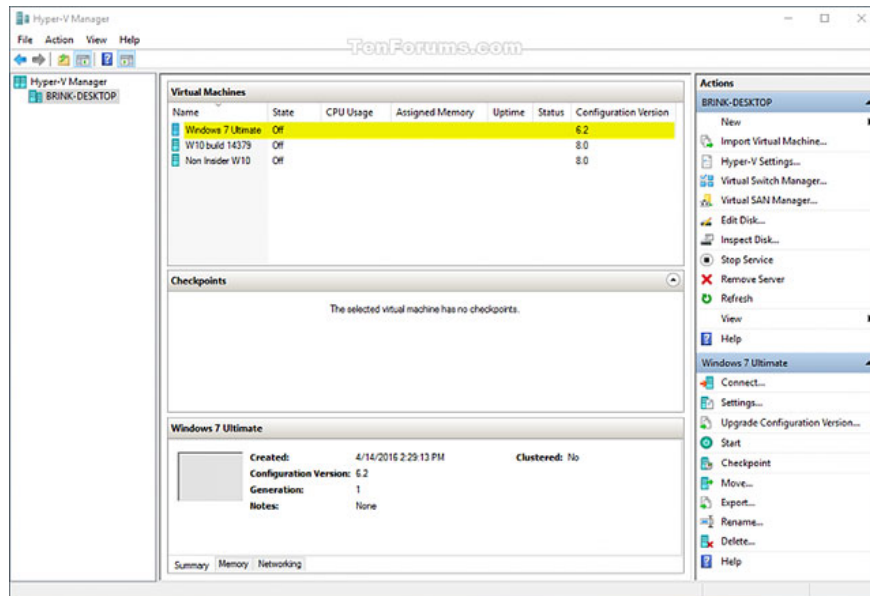 Hyper-V Manager
File Action View Help
TenForums.com
Hyper-V Manager
BRINK-DESKTOP
Virtual Machines
Name State CPU Usage Assigned Memory Uptime Status Configuration Version
Windows 7 Ultimate Off 6.2
W10 build 14379 Off 8.0
Non Insider W10 Off 8.0
Checkpoints
The selected virtual machine has no checkpoints.
Windows 7 Ultimate
Created: 4/14/2016 2:29:13 PM Clustered: No
Configuration Version: 6.2
Generation: 1
Notes: None
Summary Memory Networking
Actions
BRINK-DESKTOP
New
Import Virtual Machine...
Hyper-V Settings...
Virtual Switch Manager...
Virtual SAN Manager...
Edit Disk...
Inspect Disk...
Stop Service
Remove Server
Refresh
View
Help
Windows 7 Ultimate
Connect...
Settings...
Upgrade Configuration Version...
Start
Checkpoint
Move...
Export...
Rename...
Delete...
Help